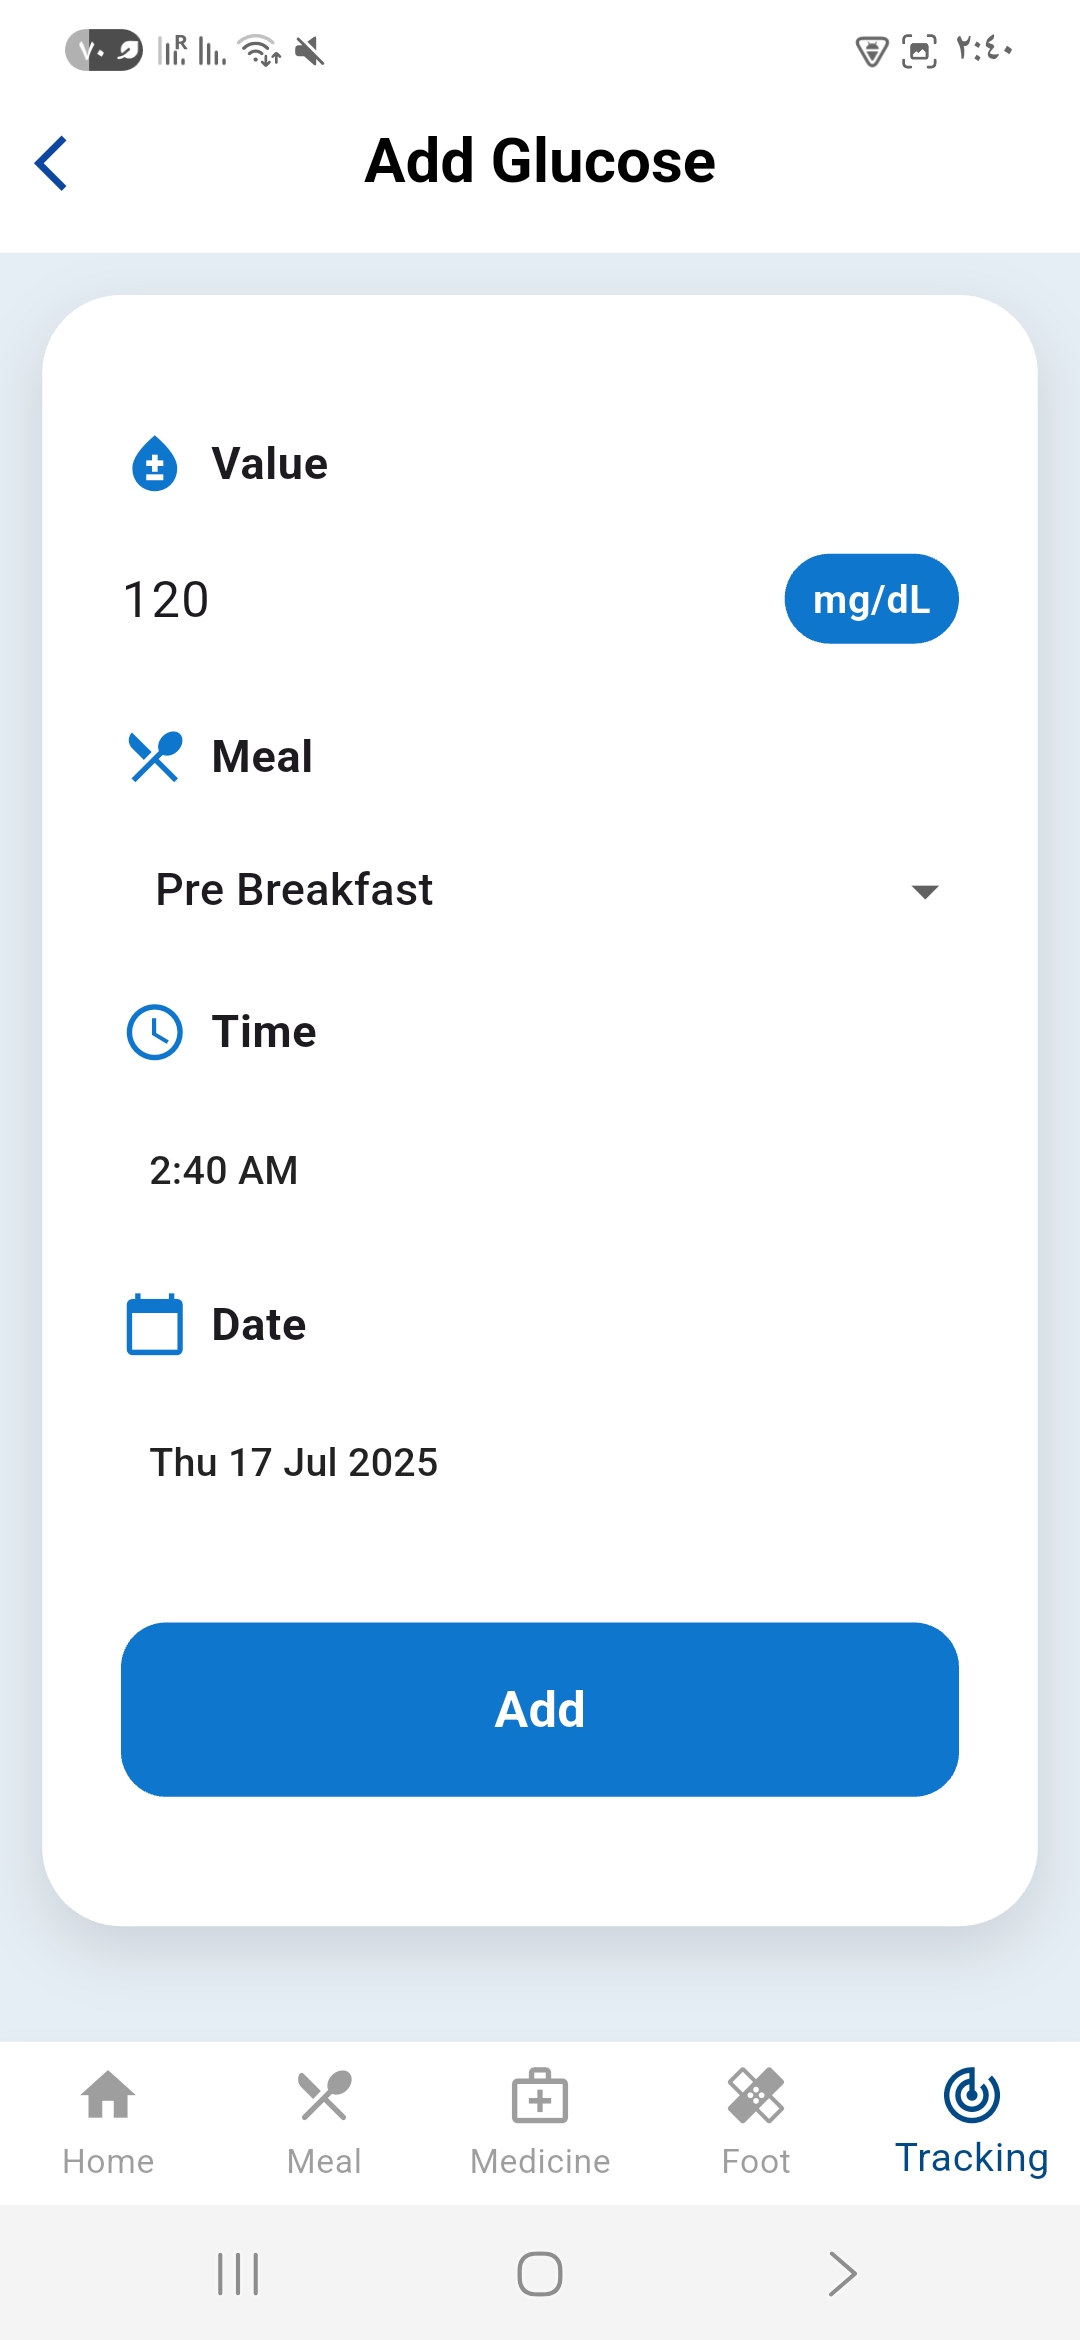 ٧٠ R ٢:٤٠
Add Glucose
Value
120 mg/dL
Meal
Pre Breakfast
Time
2:40 AM
Date
Thu 17 Jul 2025
Add
Home Meal Medicine Foot Tracking